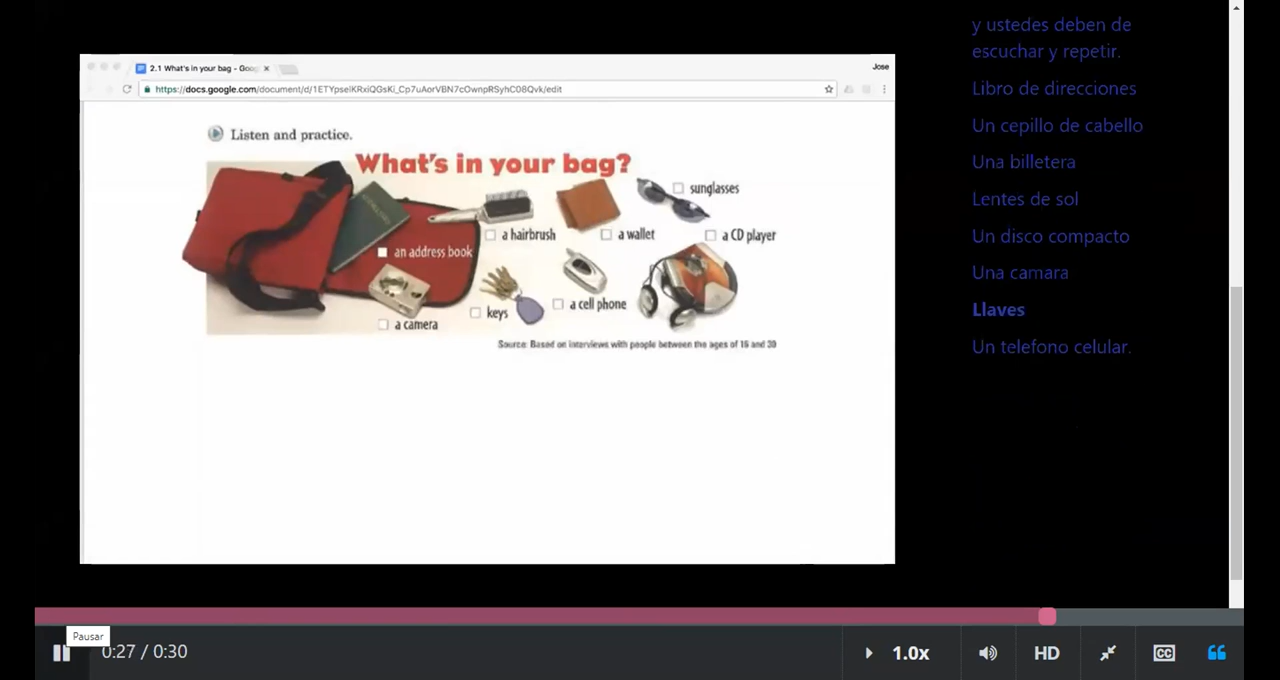 2.1 What's in your bag - Goog
Jose
https://docs.google.com/document/d/1ETYpseiKRxiQGsKi_Cp7uAorVBN7cOwnpRSyhC08Qvk/edit
Listen and practice.
What's in your bag?
sunglasses
a hairbrush
a wallet
a CD player
an address book
a cell phone
keys
a camera
Source: Based on interviews with people between the ages of 16 and 30
y ustedes deben de
escuchar y repetir.
Libro de direcciones
Un cepillo de cabello
Una billetera
Lentes de sol
Un disco compacto
Una camara
Llaves
Un telefono celular.
Pausar
0:27 / 0:30
1.0x
HD
CC